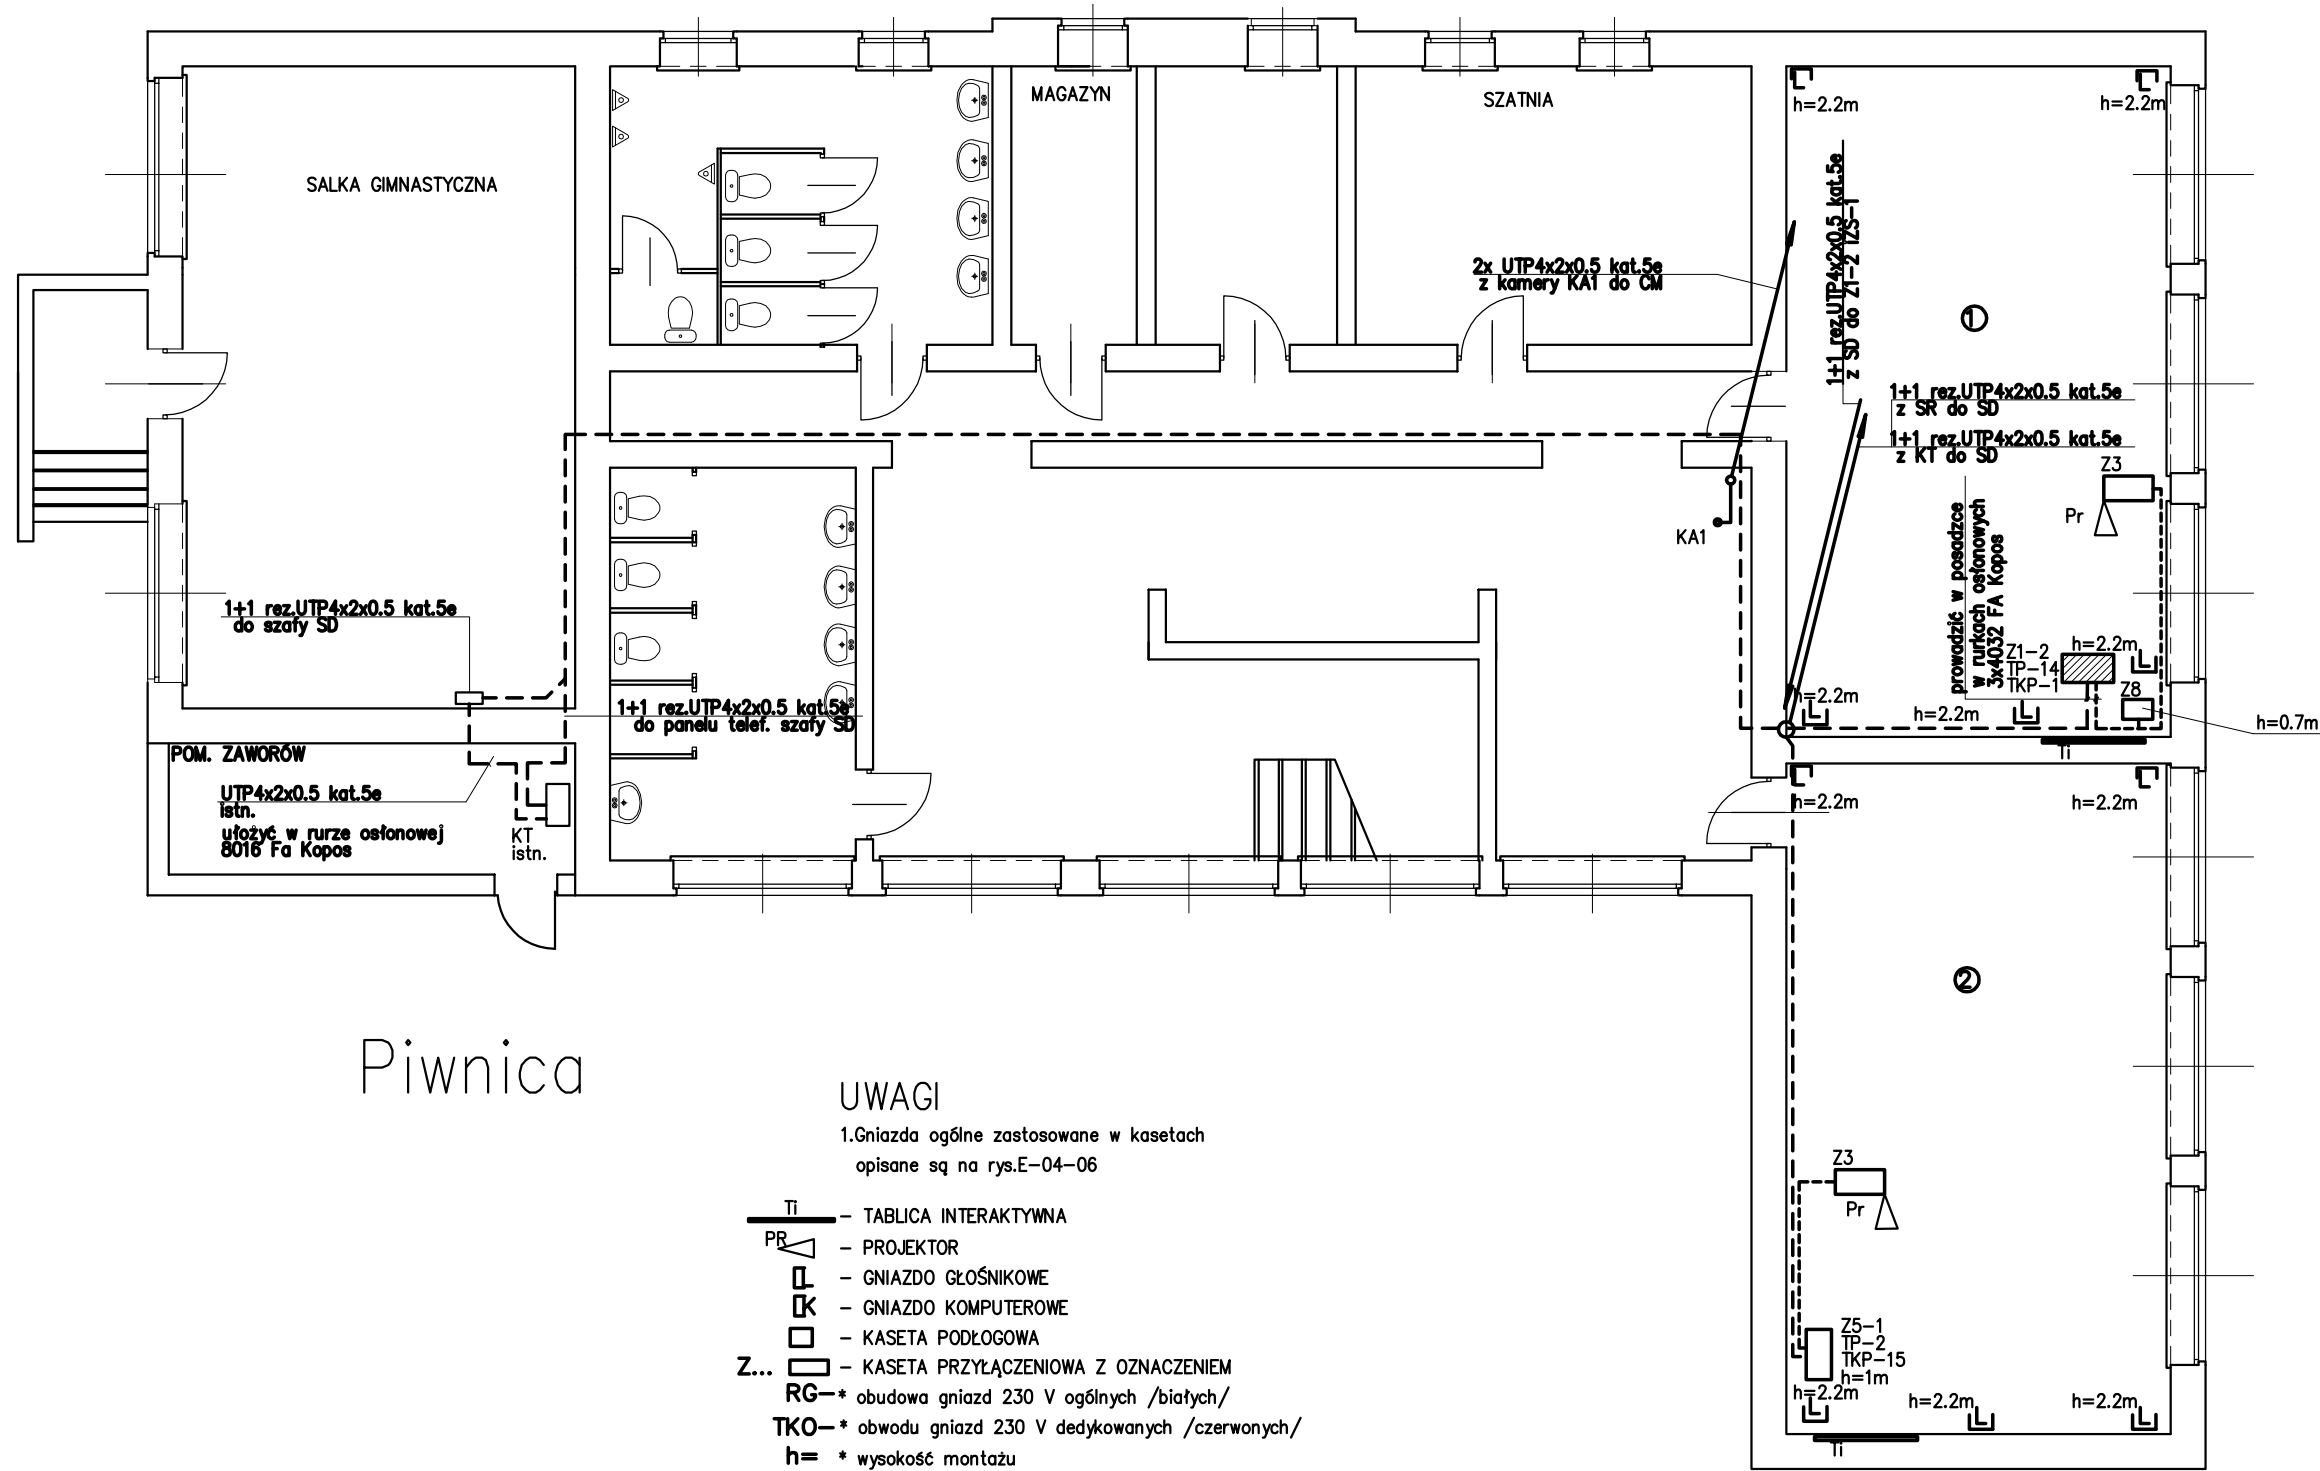 MAGAZYN
SZATNIA
h=2.2m
h=2.2m
SALKA GIMNASTYCZNA
1+1 rez.UTP4x2x0.5 kat.5e
z SD do Z1-2 IZS-1
2x UTP4x2x0.5 kat.5e
z kamery KA1 do CM
1
1+1 rez.UTP4x2x0.5 kat.5e
z SR do SD
1+1 rez.UTP4x2x0.5 kat.5e
z KT do SD
Z3
Pr
KA1
prowadzić w posadzce
w rurkach osłonowych
3x4032 FA Kopos
1+1 rez.UTP4x2x0.5 kat.5e
do szafy SD
h=2.2m
Z1-2
TP-14
TKP-1
Z8
h=2.2m
h=2.2m
h=0.7m
1+1 rez.UTP4x2x0.5 kat.5e
do panelu telef. szafy SD
Ti
POM. ZAWORÓW
UTP4x2x0.5 kat.5e
istn.
ułożyć w rurze osłonowej
8016 Fa Kopos
KT
istn.
h=2.2m
h=2.2m
2
Piwnica
UWAGI
1.Gniazda ogólne zastosowane w kasetach
opisane są na rys.E-04-06
Z3
Pr
Ti - TABLICA INTERAKTYWNA
PR - PROJEKTOR
L - GNIAZDO GŁOŚNIKOWE
K - GNIAZDO KOMPUTEROWE
- KASETA PODŁOGOWA
Z... - KASETA PRZYŁĄCZENIOWA Z OZNACZENIEM
RG-* obudowa gniazd 230 V ogólnych /białych/
TKO-* obwodu gniazd 230 V dedykowanych /czerwonych/
h= * wysokość montażu
Z5-1
TP-2
TKP-15
h=1m
h=2.2m
h=2.2m
h=2.2m
Ti